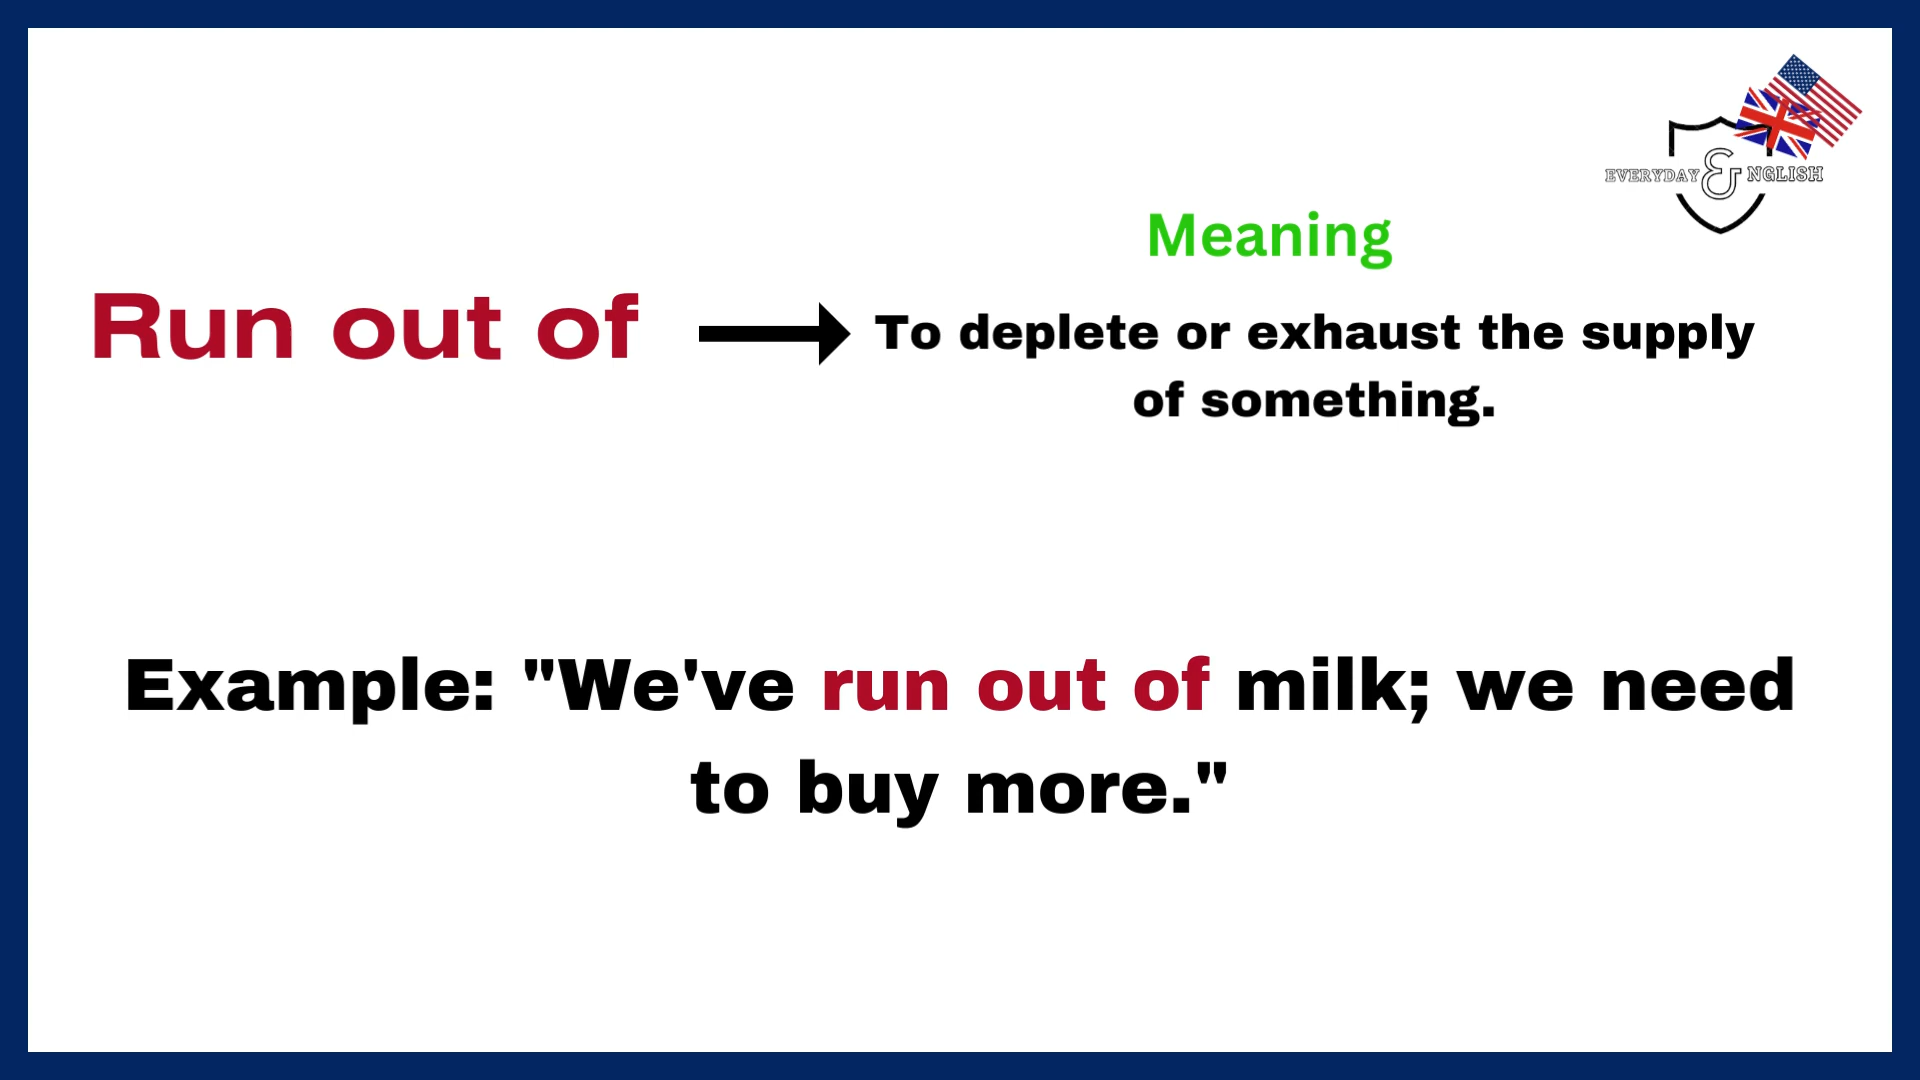 EVERYDAY & NGLISH
Meaning
Run out of
To deplete or exhaust the supply
of something.
Example: "We've run out of milk; we need
to buy more."